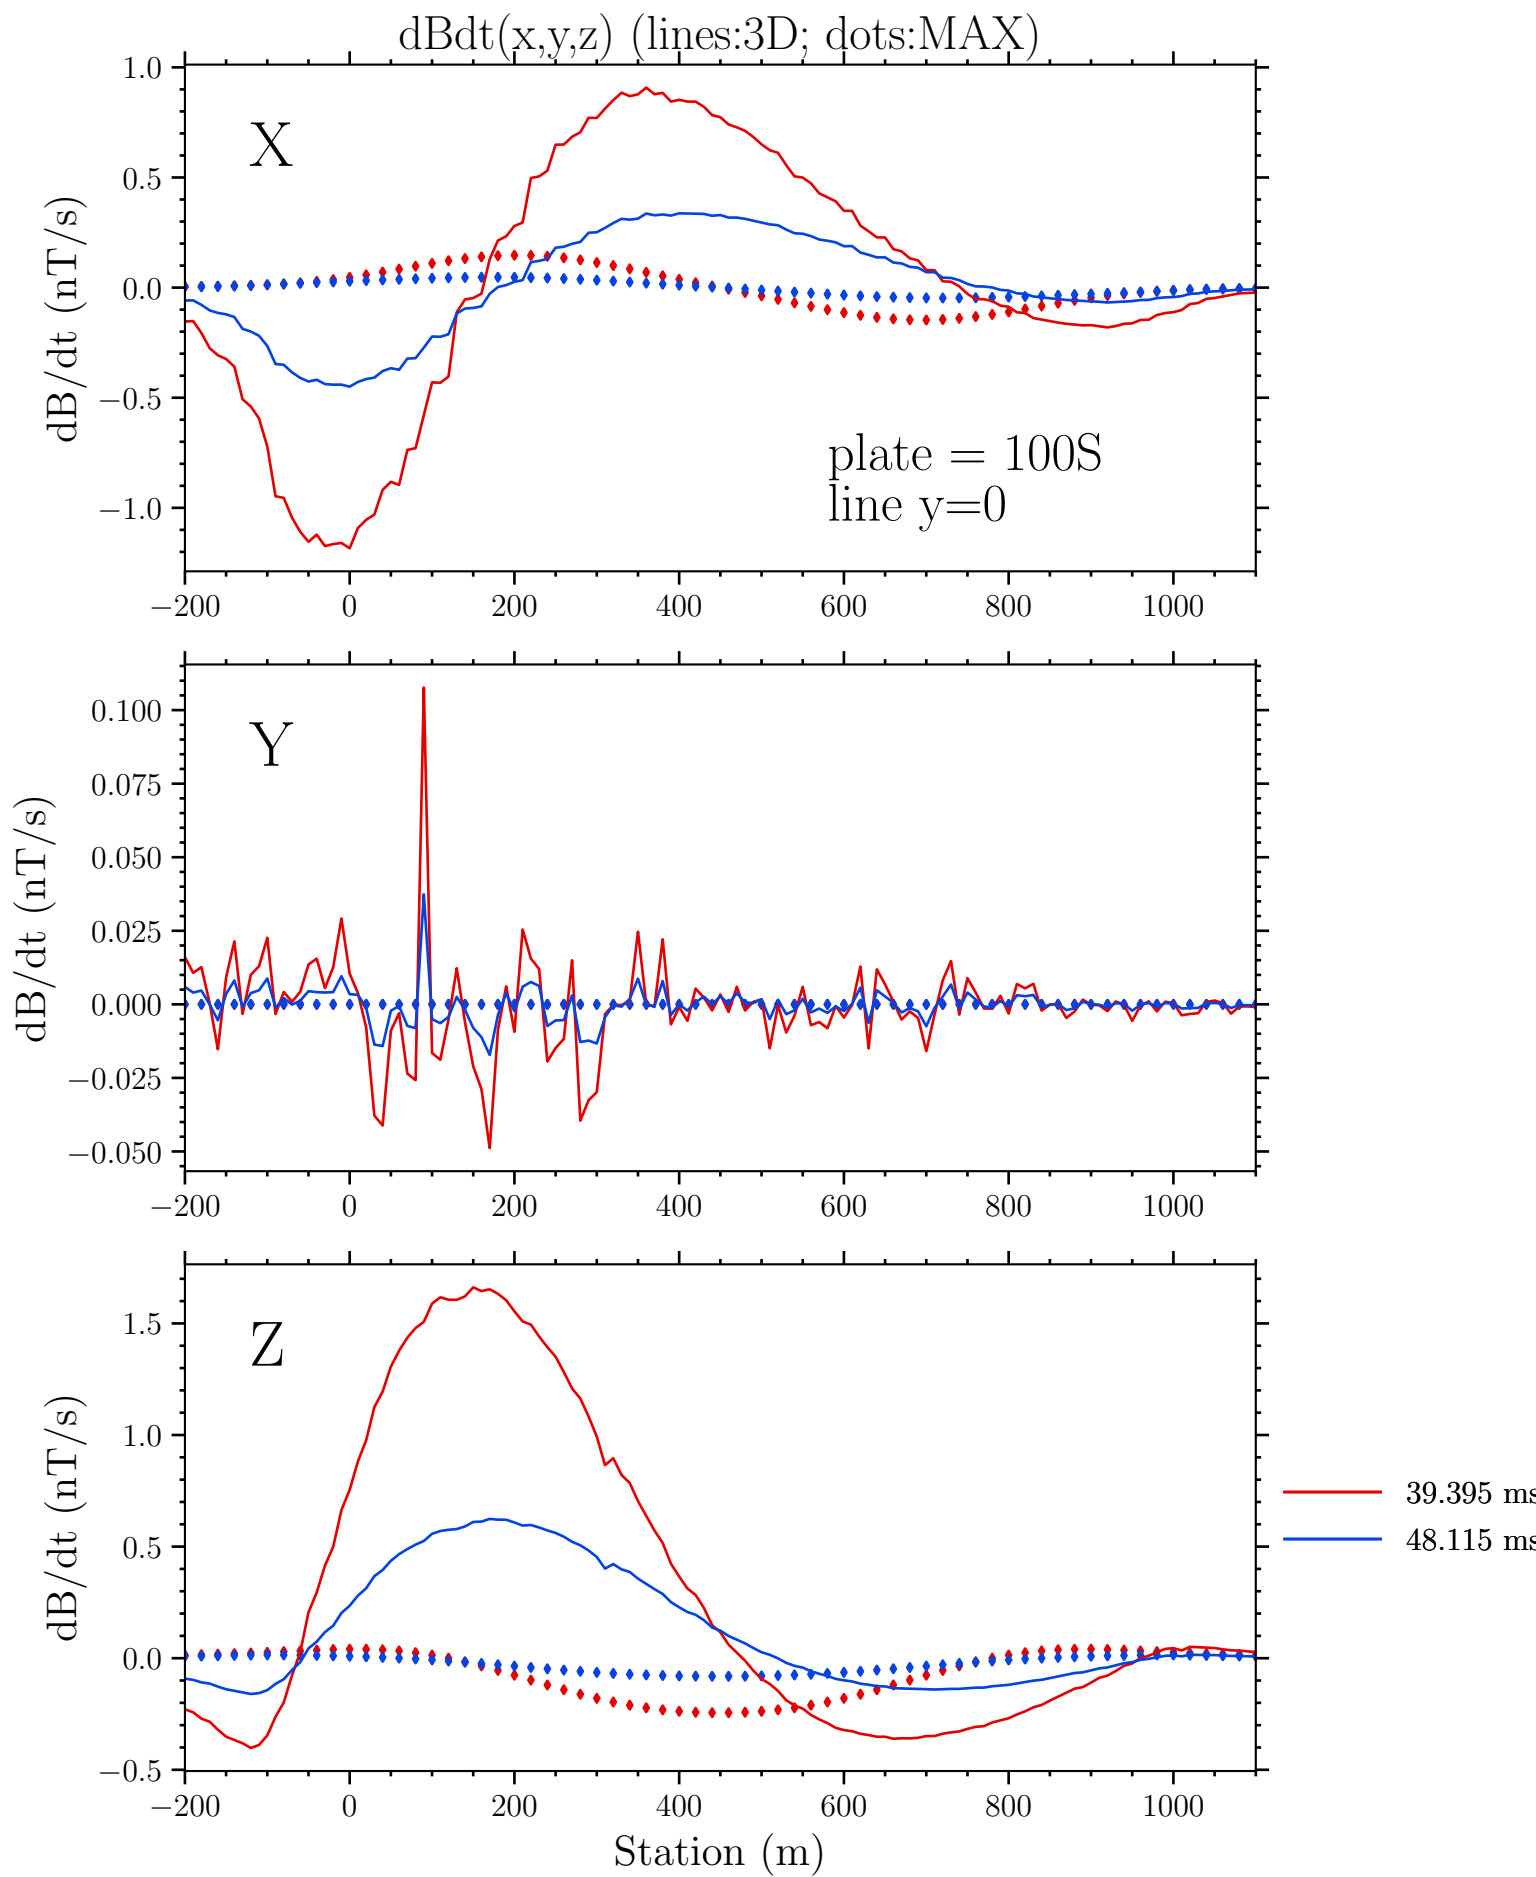 dBdt(x,y,z) (lines:3D; dots:MAX)
1.0
0.5
0.0
−0.5
−1.0
dB/dt (nT/s)
X
plate = 100S
line y=0
−200 0 200 400 600 800 1000
0.100
0.075
0.050
0.025
0.000
−0.025
−0.050
dB/dt (nT/s)
Y
−200 0 200 400 600 800 1000
1.5
1.0
0.5
0.0
−0.5
dB/dt (nT/s)
Z
39.395 ms
48.115 ms
−200 0 200 400 600 800 1000
Station (m)